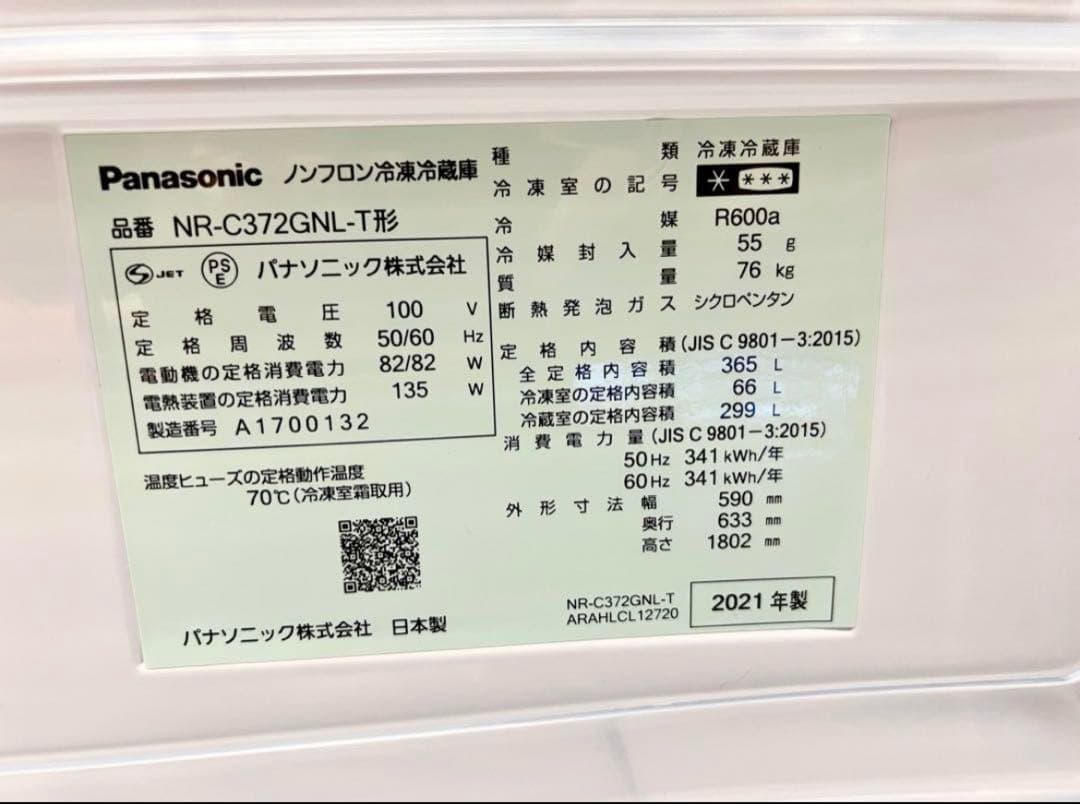 Panasonic ノンフロン冷凍冷蔵庫
品番 NR-C372GNL-T形
S JET PSE パナソニック株式会社
定格電圧 100 V
定格周波数 50/60 Hz
電動機の定格消費電力 82/82 W
電熱装置の定格消費電力 135 W
製造番号 A1700132
温度ヒューズの定格動作温度
70℃(冷凍室霜取用)
パナソニック株式会社 日本製
種類 冷凍冷蔵庫
冷凍室の記号 * ***
冷媒 R600a
冷媒封入量 55 g
質量 76 kg
断熱発泡ガス シクロペンタン
定格内容積 (JIS C 9801-3:2015)
全定格内容積 365 L
冷凍室の定格内容積 66 L
冷蔵室の定格内容積 299 L
消費電力量 (JIS C 9801-3:2015)
50Hz 341kWh/年
60Hz 341kWh/年
外形寸法 幅 590 mm
奥行 633 mm
高さ 1802 mm
NR-C372GNL-T
ARAHLCL12720
2021年製